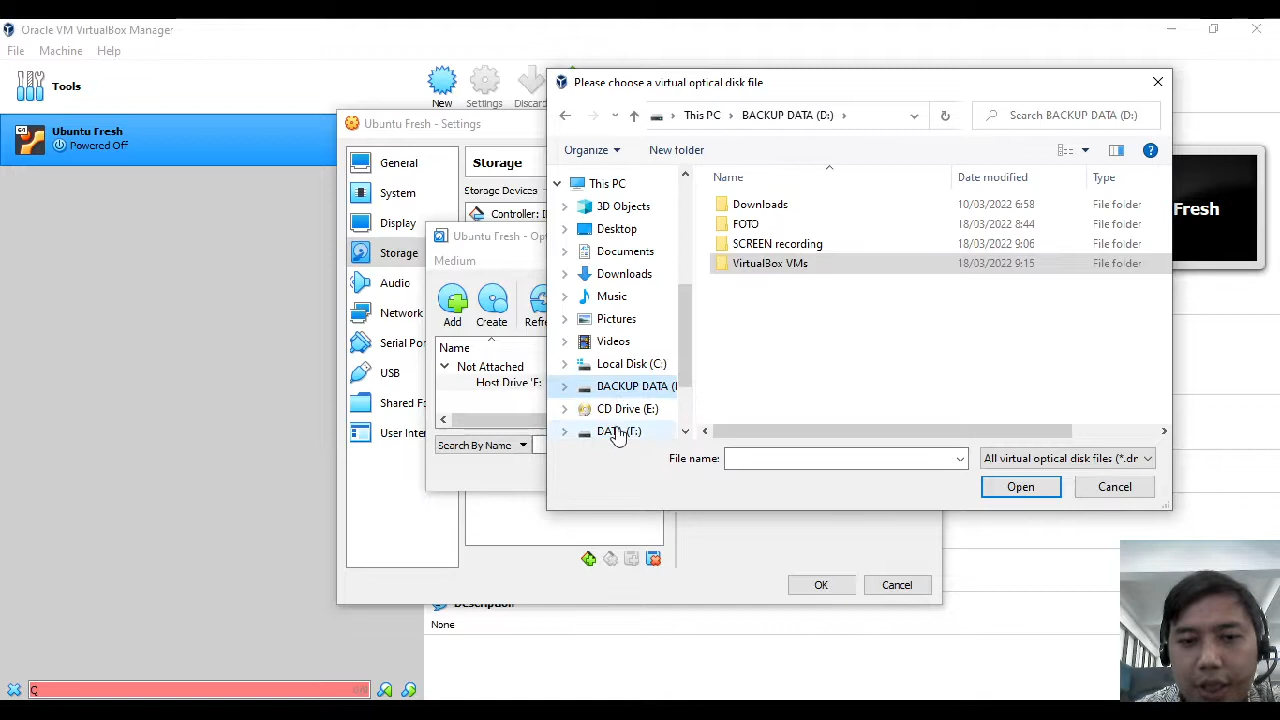 Oracle VM VirtualBox Manager
File Machine Help
Tools
New Settings Discard
Ubuntu Fresh
Powered Off
Ubuntu Fresh - Settings
General
System
Display
Storage
Audio
Network
Serial Po
USB
Shared Fo
User Inter
Storage
Storage Devices
Controller: I
Ubuntu Fresh - Opt
Medium
Add Create Refre
Name
Not Attached
Host Drive 'E:
Search By Name
OK Cancel
Please choose a virtual optical disk file
This PC BACKUP DATA (D:)
Search BACKUP DATA (D:)
Organize New folder
This PC
3D Objects
Desktop
Documents
Downloads
Music
Pictures
Videos
Local Disk (C:)
BACKUP DATA (
CD Drive (E:)
DATA (F:)
Name Date modified Type
Downloads 10/03/2022 6:58 File folder
FOTO 18/03/2022 8:44 File folder
SCREEN recording 18/03/2022 9:06 File folder
VirtualBox VMs 18/03/2022 9:15 File folder
File name:
All virtual optical disk files (*.dr
Open Cancel
Fresh
Description
None